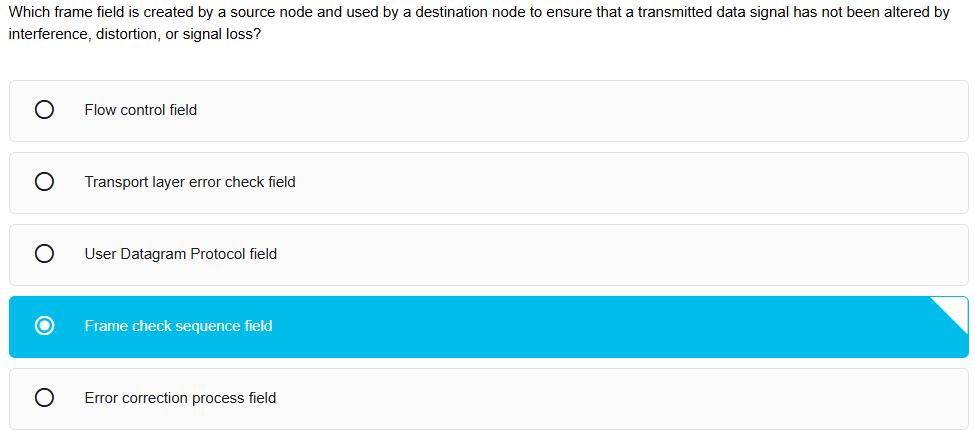 Which frame field is created by a source node and used by a destination node to ensure that a transmitted data signal has not been altered by
interference, distortion, or signal loss?
Flow control field
Transport layer error check field
User Datagram Protocol field
Frame check sequence field
Error correction process field